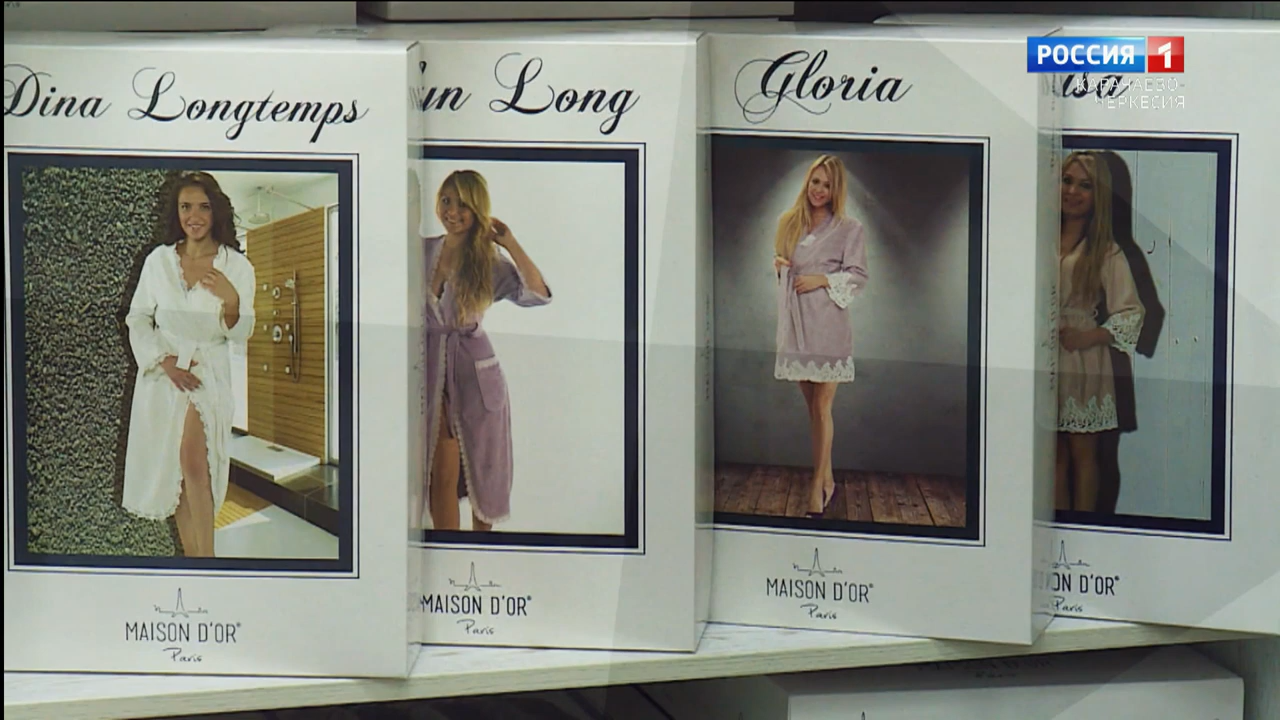 Dina Longtemps
un Long
Gloria
isa
РОССИЯ 1
КАРАЧАЕВО-
ЧЕРКЕСИЯ
MAISON D'OR®
Paris
MAISON D'OR®
Paris
MAISON D'OR®
Paris
ON D'OR®
Paris